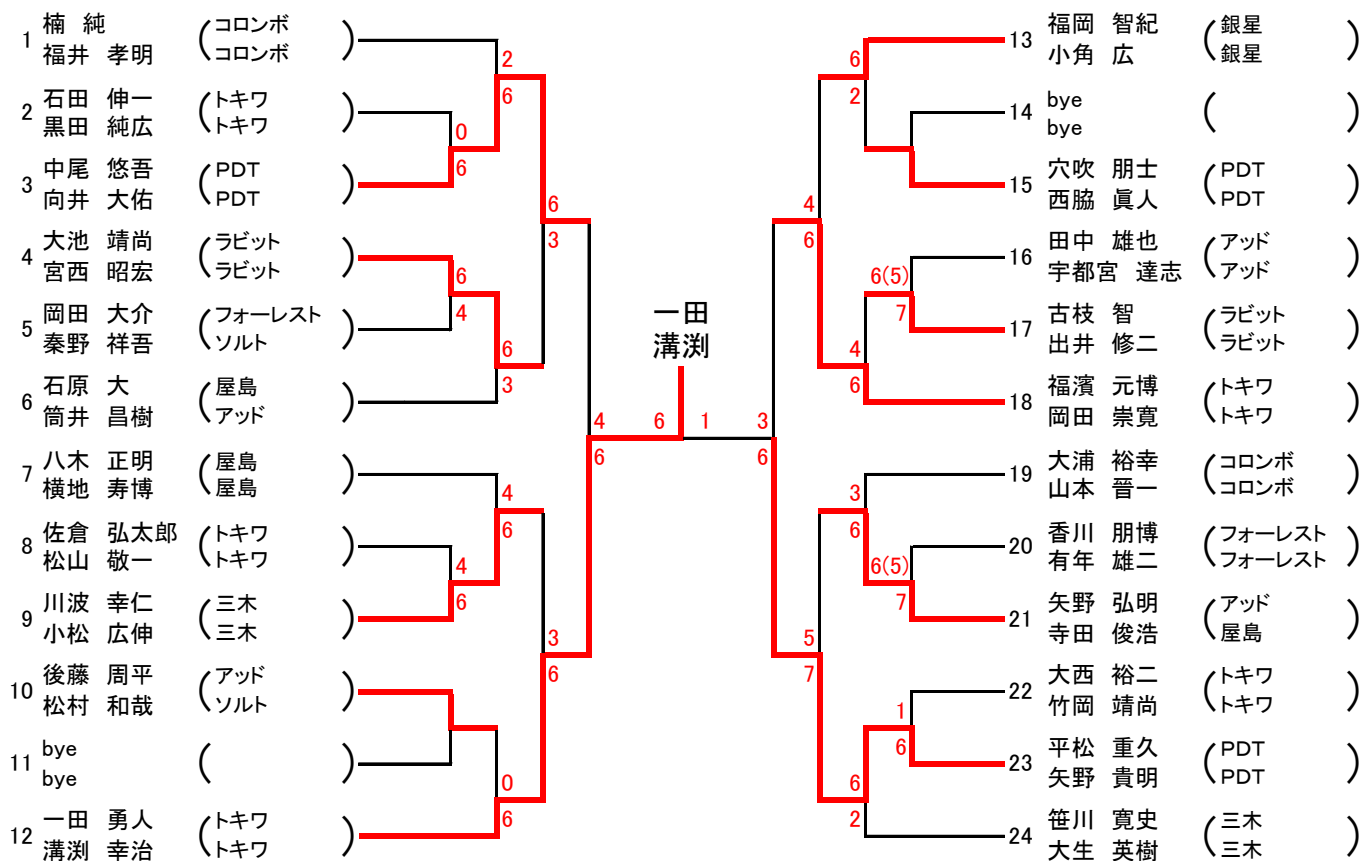 1 楠 純 (コロンボ)
福井 孝明 (コロンボ)
2 石田 伸一 (トキワ)
黒田 純広 (トキワ)
3 中尾 悠吾 (PDT)
向井 大佑 (PDT)
4 大池 靖尚 (ラビット)
宮西 昭宏 (ラビット)
5 岡田 大介 (フォーレスト)
秦野 祥吾 (ソルト)
6 石原 大 (屋島)
筒井 昌樹 (アッド)
7 八木 正明 (屋島)
横地 寿博 (屋島)
8 佐倉 弘太郎 (トキワ)
松山 敬一 (トキワ)
9 川波 幸仁 (三木)
小松 広伸 (三木)
10 後藤 周平 (アッド)
松村 和哉 (ソルト)
11 bye ( )
bye
12 一田 勇人 (トキワ)
溝渕 幸治 (トキワ)
2
6
0
6
6
3
6
4
6
3
4
6
4
6
4
6
3
6
0
6
一田
溝渕
6 1
6
2
4
6
6(5)
7
4
6
3
6
3
6
6(5)
7
5
7
1
6
6
2
13 福岡 智紀 (銀星)
小角 広 (銀星)
14 bye ( )
bye
15 穴吹 朋士 (PDT)
西脇 眞人 (PDT)
16 田中 雄也 (アッド)
宇都宮 達志 (アッド)
17 古枝 智 (ラビット)
出井 修二 (ラビット)
18 福濱 元博 (トキワ)
岡田 崇寛 (トキワ)
19 大浦 裕幸 (コロンボ)
山本 晋一 (コロンボ)
20 香川 朋博 (フォーレスト)
有年 雄二 (フォーレスト)
21 矢野 弘明 (アッド)
寺田 俊浩 (屋島)
22 大西 裕二 (トキワ)
竹岡 靖尚 (トキワ)
23 平松 重久 (PDT)
矢野 貴明 (PDT)
24 笹川 寛史 (三木)
大生 英樹 (三木)